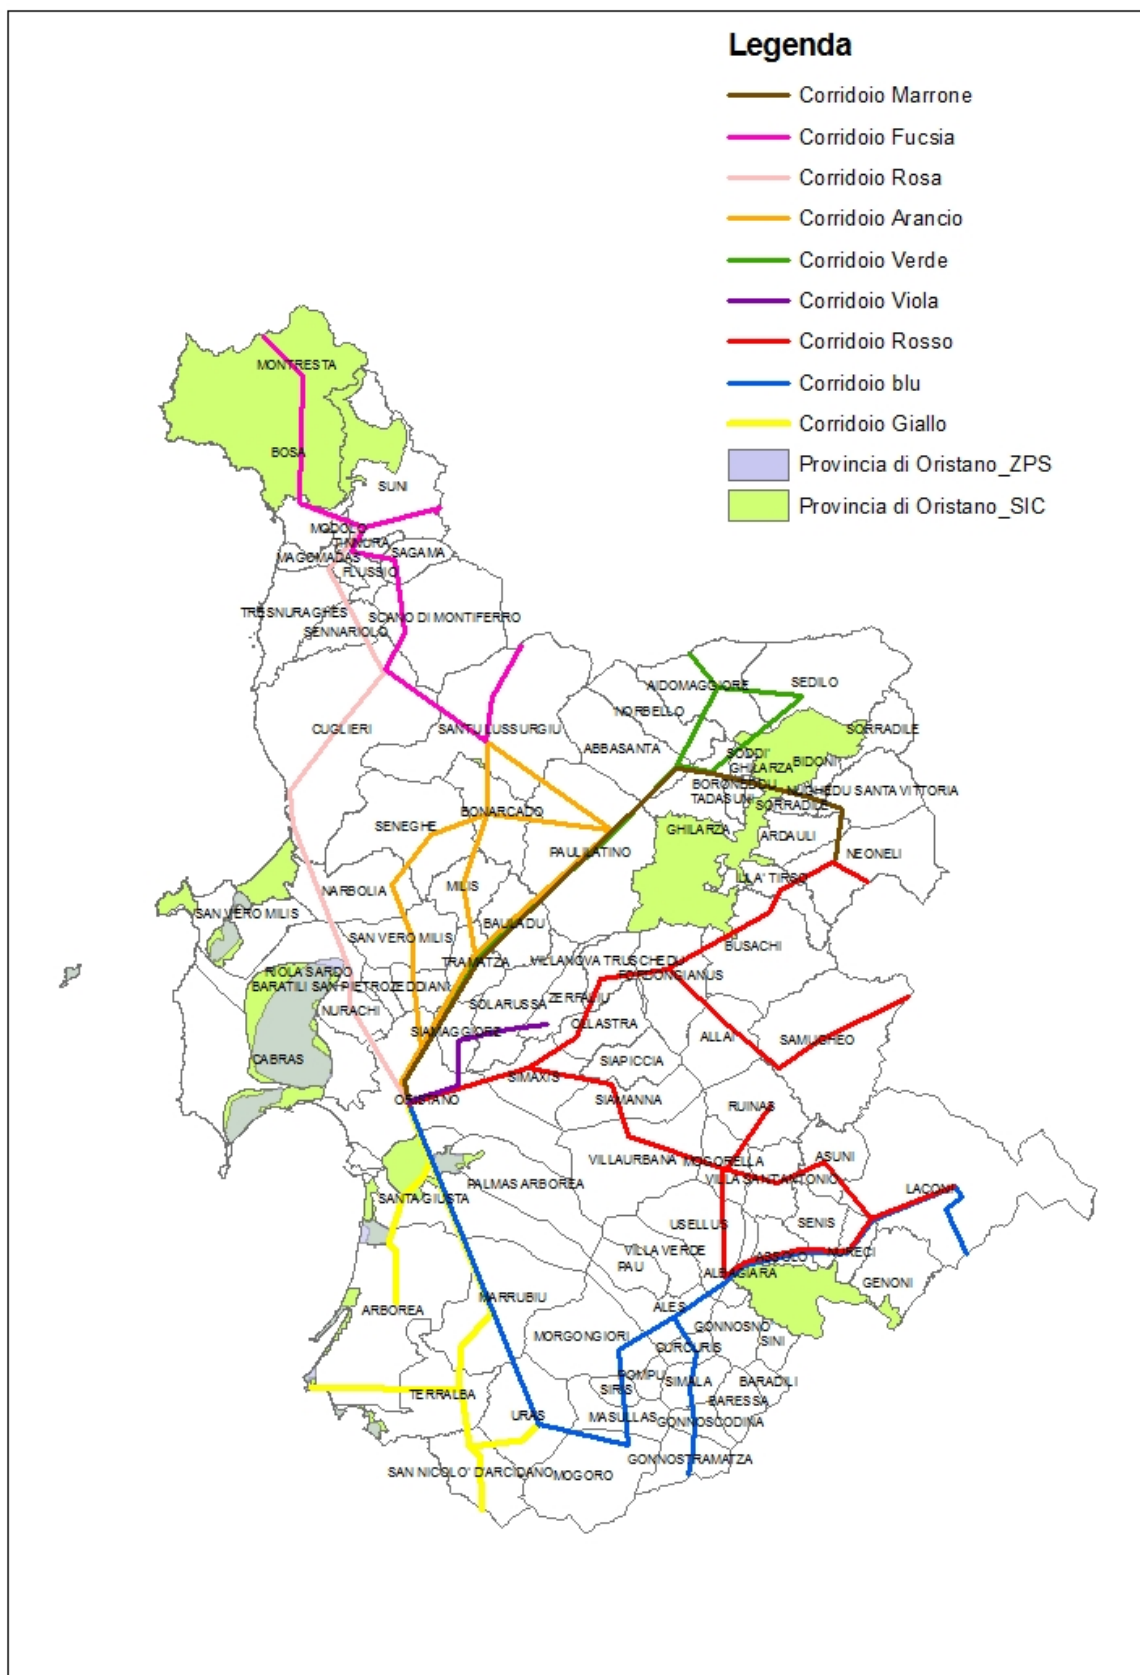 Legenda
Corridoio Marrone
Corridoio Fucsia
Corridoio Rosa
Corridoio Arancio
Corridoio Verde
Corridoio Viola
Corridoio Rosso
Corridoio blu
Corridoio Giallo
Provincia di Oristano_ZPS
Provincia di Oristano_SIC
MONTRESTA
BOSA
SUNI
MODOLO
TINNURA
MAGOMADAS
SAGAMA
FLUSSIO
TRESNURAGHES
SCANO DI MONTIFERRO
SENNARIOLO
CUGLIERI
SANTU LUSSURGIU
AIDOMAGGIORE
SEDILO
NORBELLO
SORRADILE
ABBASANTA
SODDI'
GHILARZA
BIDONI
BORONEDDU
NUGHEDU SANTA VITTORIA
TADASUNI
SORRADILE
BONARCADO
SENEGHE
GHILARZA
ARDAULI
PAULILATINO
NEONELI
ULA' TIRSO
NARBOLIA
MILIS
SAN VERO MILIS
BAULADU
SAN VERO MILIS
BUSACHI
TRAMATZA
VILLANOVA TRUSCHEDU
RIOLA SARDO
FORDONGIANUS
BARATILI SAN PIETRO
ZEDDIANI
ZERFALIU
SOLARUSSA
NURACHI
OLLASTRA
SIAMAGGIORE
ALLAI
SAMUGHEO
CABRAS
SIAPICCIA
SIMAXIS
ORISTANO
SIAMANNA
RUINAS
VILLAURBANA
MOGORELLA
ASUNI
VILLA SANT'ANTONIO
PALMAS ARBOREA
LACONI
SANTA GIUSTA
USELLUS
SENIS
VILLA VERDE
NURECI
ASSOLO
PAU
ALBAGIARA
GENONI
ARBOREA
MARRUBIU
ALES
GONNOSNO'
MORGONGIORI
SINI
CURCURIS
POMPU
SIMALA
BARADILI
SIRIS
TERRALBA
BARESSA
URAS
MASULLAS
GONNOSCODINA
GONNOSTRAMATZA
SAN NICOLO' D'ARCIDANO
MOGORO